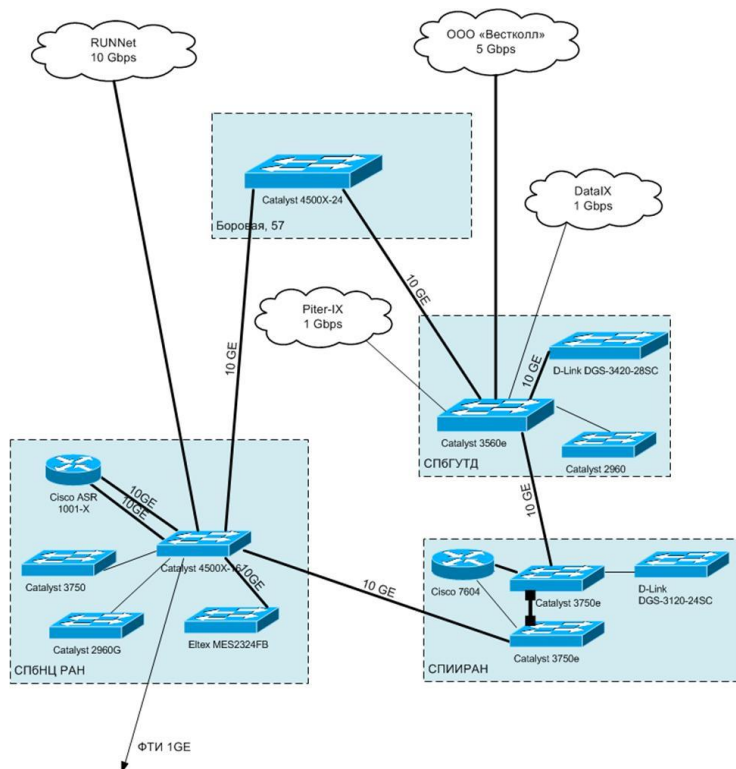 RUNNet
10 Gbps
ООО «Вестколл»
5 Gbps
Catalyst 4500X-24
Боровая, 57
DataIX
1 Gbps
10 GE
Piter-IX
1 Gbps
10 GE
10 GE
D-Link DGS-3420-28SC
Catalyst 3560e
Catalyst 2960
СПбГУТД
10GE
10GE
Cisco ASR
1001-X
10 GE
Catalyst 3750
Catalyst 4500X-16
10GE
10 GE
Cisco 7604
Catalyst 3750e
D-Link
DGS-3120-24SC
Catalyst 2960G
Eltex MES2324FB
Catalyst 3750e
СПбНЦ РАН
СПИИРАН
ФТИ 1GE